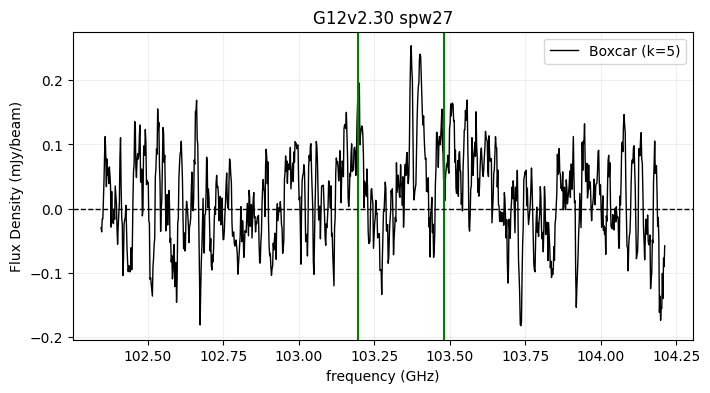 G12v2.30 spw27
Boxcar (k=5)
Flux Density (mJy/beam)
0.2
0.1
0.0
−0.1
−0.2
102.50 102.75 103.00 103.25 103.50 103.75 104.00 104.25
frequency (GHz)